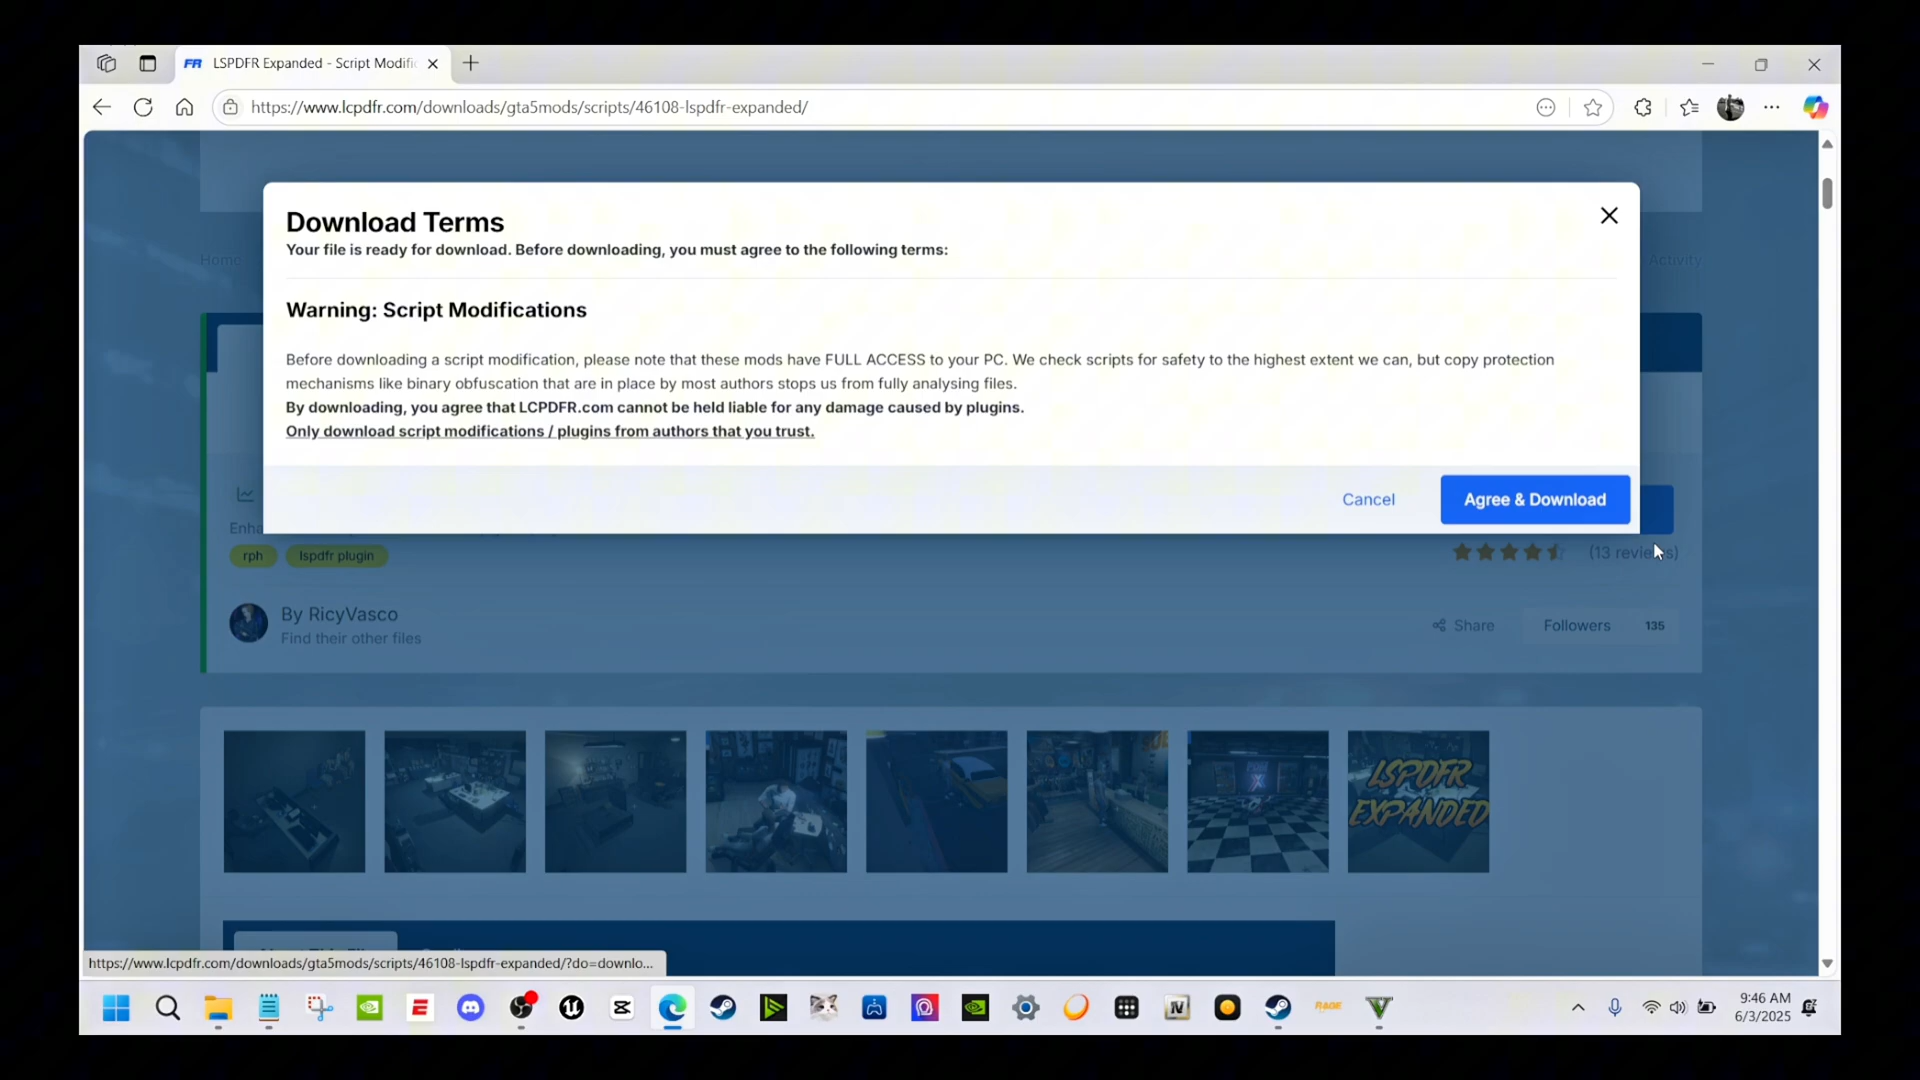 FR LSPDFR Expanded - Script Modific
https://www.lcpdfr.com/downloads/gta5mods/scripts/46108-lspdfr-expanded/
Download Terms
Your file is ready for download. Before downloading, you must agree to the following terms:
Home
Activity
Warning: Script Modifications
Before downloading a script modification, please note that these mods have FULL ACCESS to your PC. We check scripts for safety to the highest extent we can, but copy protection
mechanisms like binary obfuscation that are in place by most authors stops us from fully analysing files.
By downloading, you agree that LCPDFR.com cannot be held liable for any damage caused by plugins.
Only download script modifications / plugins from authors that you trust.
Cancel
Agree & Download
Enha
rph
lspdfr plugin
(13 reviews)
By RicyVasco
Find their other files
Share
Followers
135
LSPDFR
EXPANDED
https://www.lcpdfr.com/downloads/gta5mods/scripts/46108-lspdfr-expanded/?do=downlo...
RAGE
9:46 AM
6/3/2025